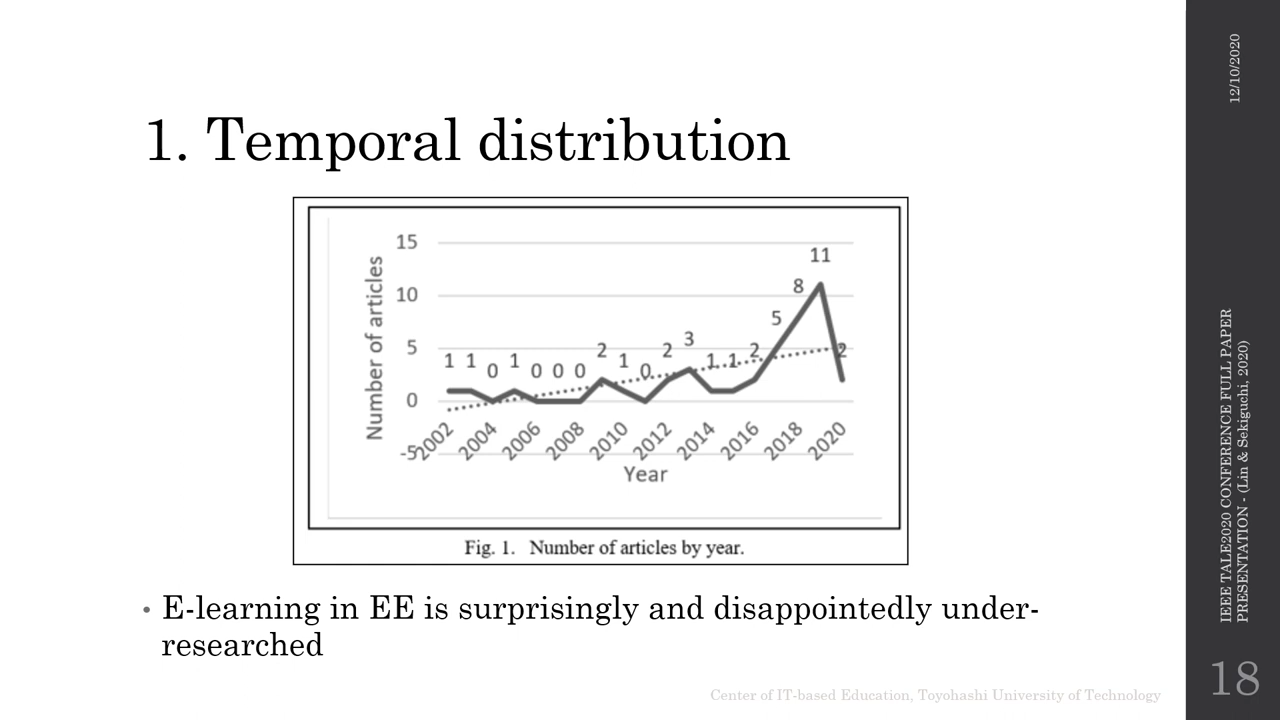 1. Temporal distribution
15
10
5
0
-5
Number of articles
1 1 0 1 0 0 0 2 1 0 2 3 1 1 2 5 8 11 2
2002 2004 2006 2008 2010 2012 2014 2016 2018 2020
Year
Fig. 1. Number of articles by year.
• E-learning in EE is surprisingly and disappointedly under-
researched
Center of IT-based Education, Toyohashi University of Technology
12/10/2020
IEEE TALE2020 CONFERENCE FULL PAPER
PRESENTATION - (Lin & Sekiguchi, 2020)
18